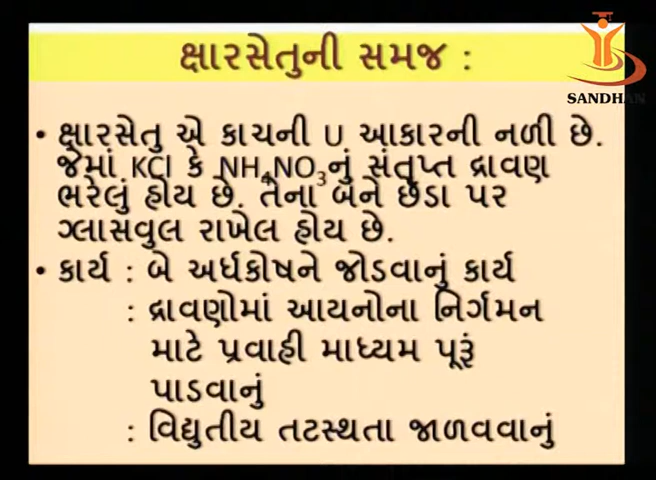 ક્ષારસેતુની સમજ :
SANDHAN
• ક્ષારસેતુ એ કાચની U આકારની નળી છે.
જેમાં KCl કે NH₄NO₃નું સંતૃપ્ત દ્રાવણ
ભરેલું હોય છે. તેના બંને છેડા પર
ગ્લાસવુલ રાખેલ હોય છે.
• કાર્ય : બે અર્ધકોષને જોડવાનું કાર્ય
: દ્રાવણોમાં આયનોના નિર્ગમન
માટે પ્રવાહી માધ્યમ પૂરૂં
પાડવાનું
: વિદ્યુતીય તટસ્થતા જાળવવાનું